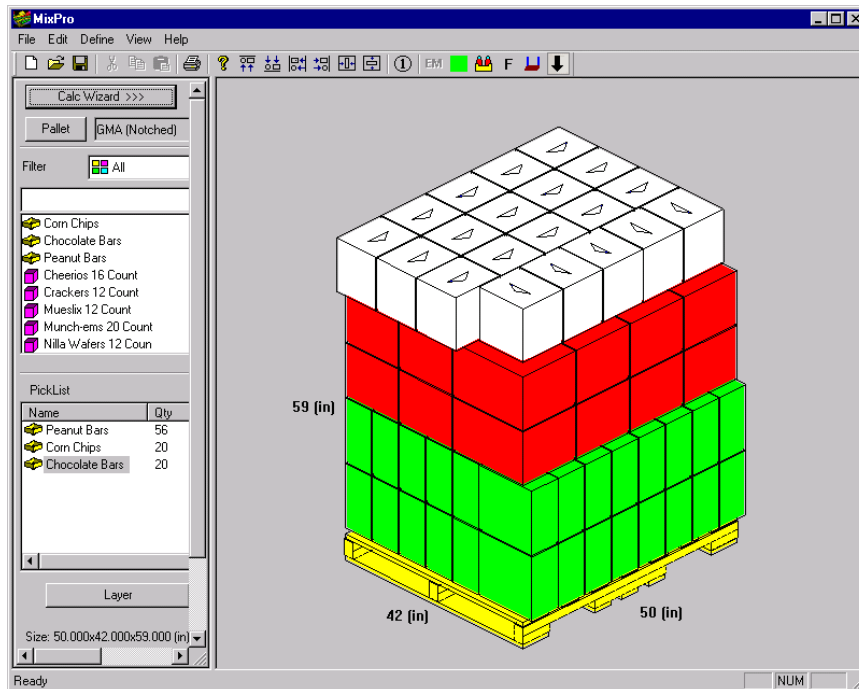 MixPro
File Edit Define View Help
EM F
Calc Wizard >>>
Pallet GMA (Notched)
Filter All
Corn Chips
Chocolate Bars
Peanut Bars
Cheerios 16 Count
Crackers 12 Count
Mueslix 12 Count
Munch-ems 20 Count
Nilla Wafers 12 Coun
PickList
Name Qty
Peanut Bars 56
Corn Chips 20
Chocolate Bars 20
Layer
Size: 50.000x42.000x59.000 (in)
59 (in)
42 (in)
50 (in)
Ready NUM